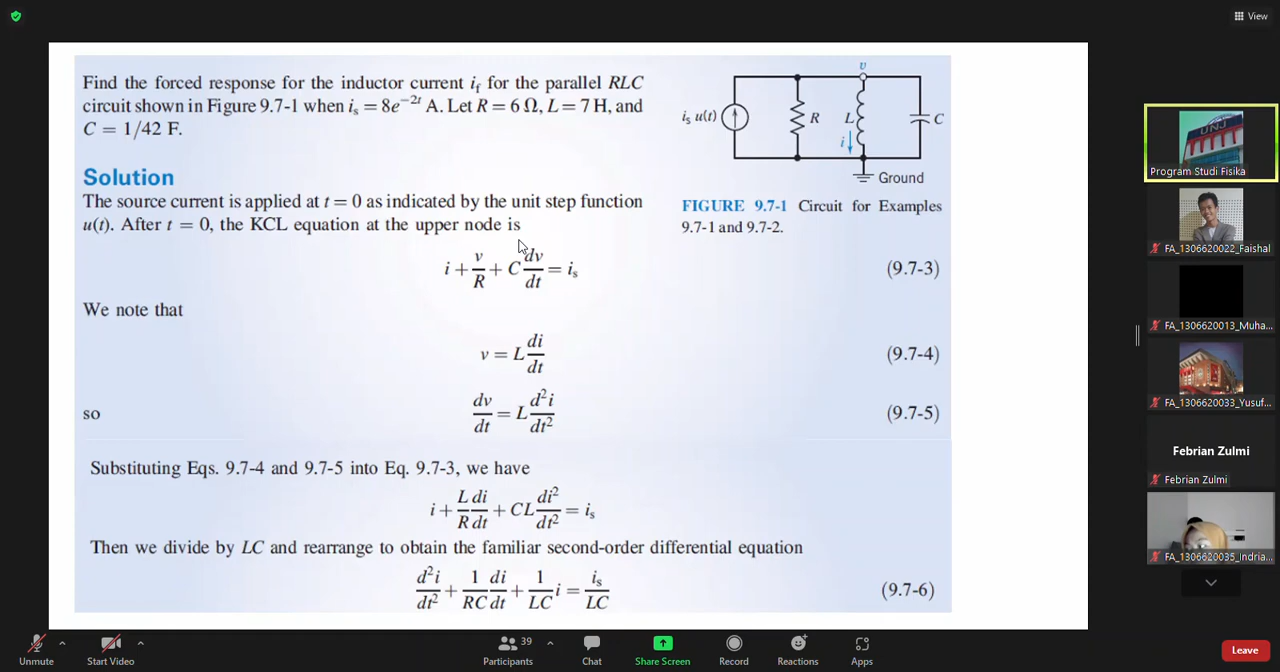 View
Find the forced response for the inductor current i_f for the parallel RLC
circuit shown in Figure 9.7-1 when i_s = 8e^{−2t} A. Let R = 6 Ω, L = 7 H, and
C = 1/42 F.
i_s u(t)
R
L
i
v
C
Ground
FIGURE 9.7-1 Circuit for Examples
9.7-1 and 9.7-2.
Solution
The source current is applied at t = 0 as indicated by the unit step function
u(t). After t = 0, the KCL equation at the upper node is
i + v/R + C dv/dt = i_s (9.7-3)
We note that
v = L di/dt (9.7-4)
so
dv/dt = L d²i/dt² (9.7-5)
Substituting Eqs. 9.7-4 and 9.7-5 into Eq. 9.7-3, we have
i + L/R di/dt + CL di²/dt² = i_s
Then we divide by LC and rearrange to obtain the familiar second-order differential equation
d²i/dt² + 1/RC di/dt + 1/LC i = i_s/LC (9.7-6)
UNJ
Program Studi Fisika
FA_1306620022_Faishal
FA_1306620013_Muha...
FA_1306620033_Yusuf...
Febrian Zulmi
Febrian Zulmi
FA_1306620035_Indria...
Unmute
Start Video
Participants
39
Chat
Share Screen
Record
Reactions
Apps
Leave